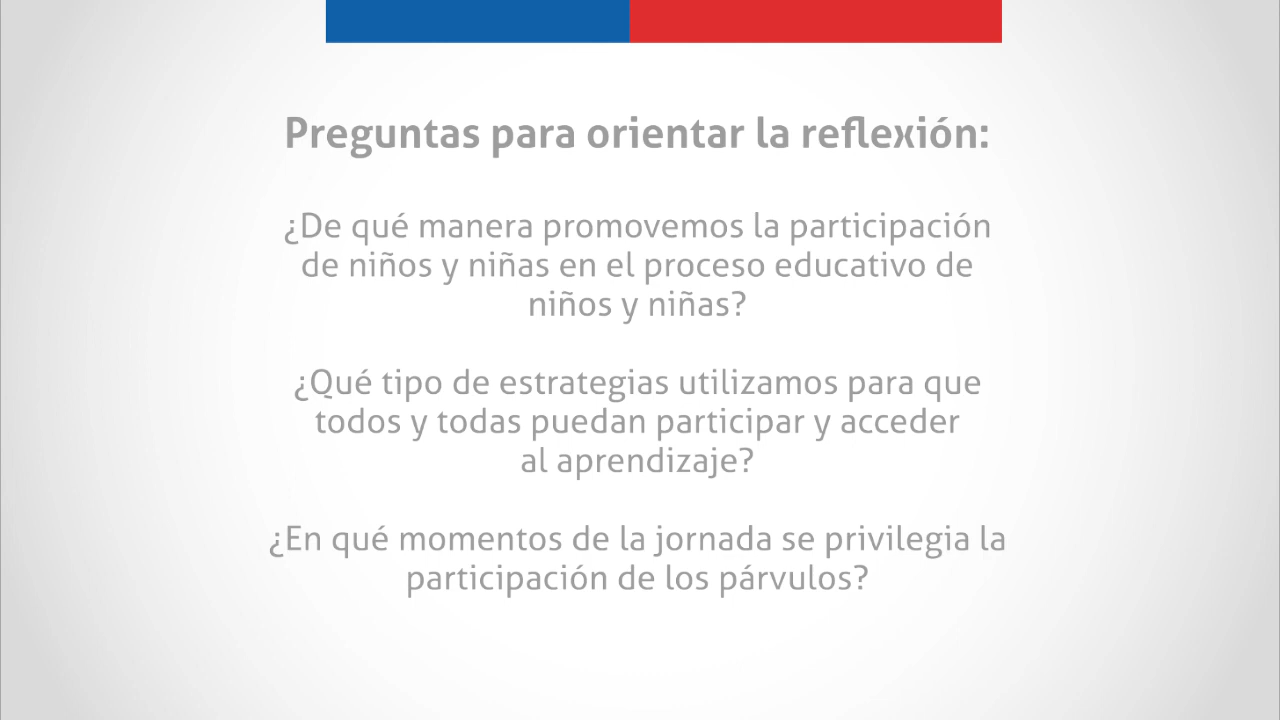 Preguntas para orientar la reflexión:
¿De qué manera promovemos la participación
de niños y niñas en el proceso educativo de
niños y niñas?
¿Qué tipo de estrategias utilizamos para que
todos y todas puedan participar y acceder
al aprendizaje?
¿En qué momentos de la jornada se privilegia la
participación de los párvulos?